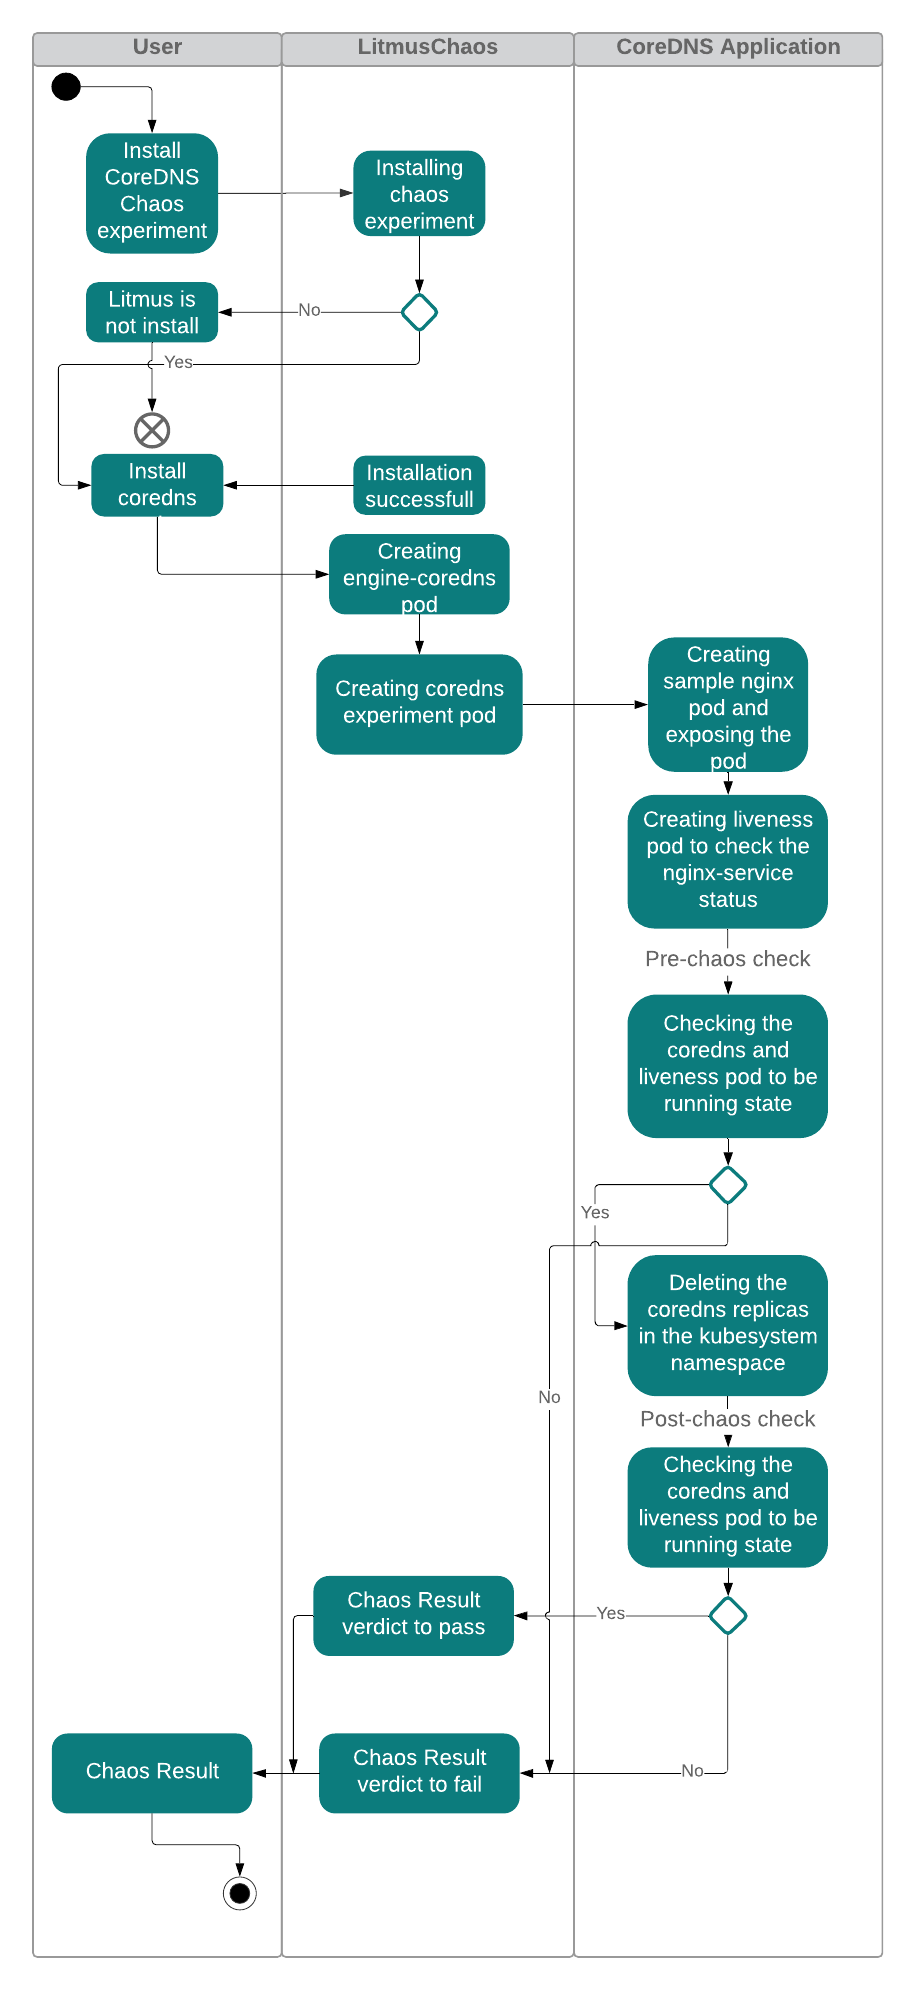 User
LitmusChaos
CoreDNS Application
Install
CoreDNS
Chaos
experiment
Installing
chaos
experiment
Litmus is
not install
No
Yes
Install
coredns
Installation
successfull
Creating
engine-coredns
pod
Creating coredns
experiment pod
Creating
sample nginx
pod and
exposing the
pod
Creating liveness
pod to check the
nginx-service
status
Pre-chaos check
Checking the
coredns and
liveness pod to be
running state
Yes
Deleting the
coredns replicas
in the kubesystem
namespace
No
Post-chaos check
Checking the
coredns and
liveness pod to be
running state
Chaos Result
verdict to pass
Yes
Chaos Result
Chaos Result
verdict to fail
No